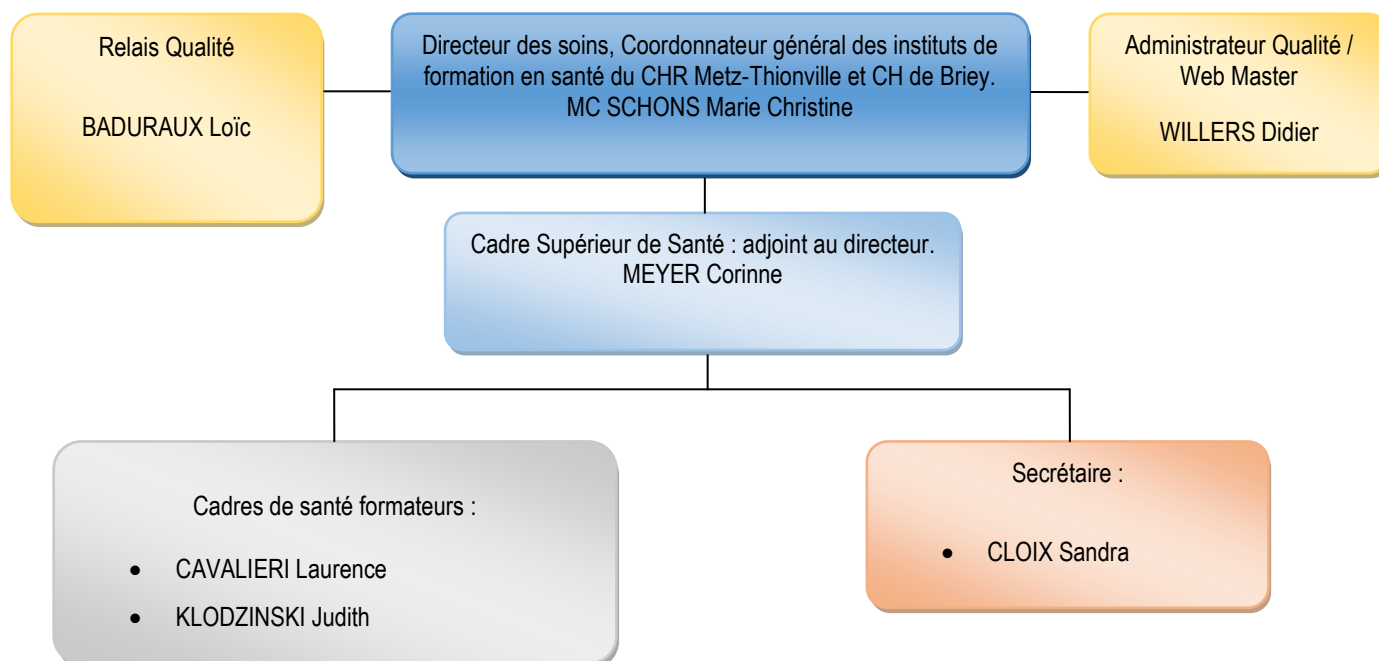 Relais Qualité
BADURAUX Loïc
Directeur des soins, Coordonnateur général des instituts de
formation en santé du CHR Metz-Thionville et CH de Briey.
MC SCHONS Marie Christine
Administrateur Qualité /
Web Master
WILLERS Didier
Cadre Supérieur de Santé : adjoint au directeur.
MEYER Corinne
Cadres de santé formateurs :
• CAVALIERI Laurence
• KLODZINSKI Judith
Secrétaire :
• CLOIX Sandra